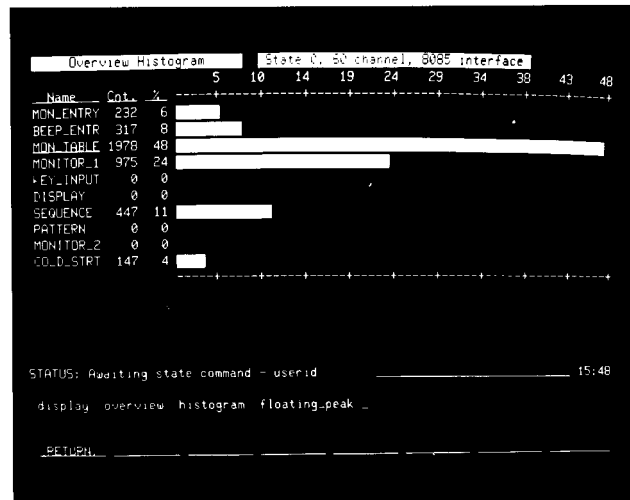 Overview Histogram State 0, 60 channel, 8085 interface
5 10 14 19 24 29 34 38 43 48
Name Cnt. %
MON_ENTRY 232 6
BEEP_ENTR 317 8
MON_TABLE 1978 48
MONITOR_1 975 24
KEY_INPUT 0 0
DISPLAY 0 0
SEQUENCE 447 11
PATTERN 0 0
MONITOR_2 0 0
COLD_STRT 147 4
STATUS: Awaiting state command - userid 15:48
display overview histogram floating_peak _
RETURN